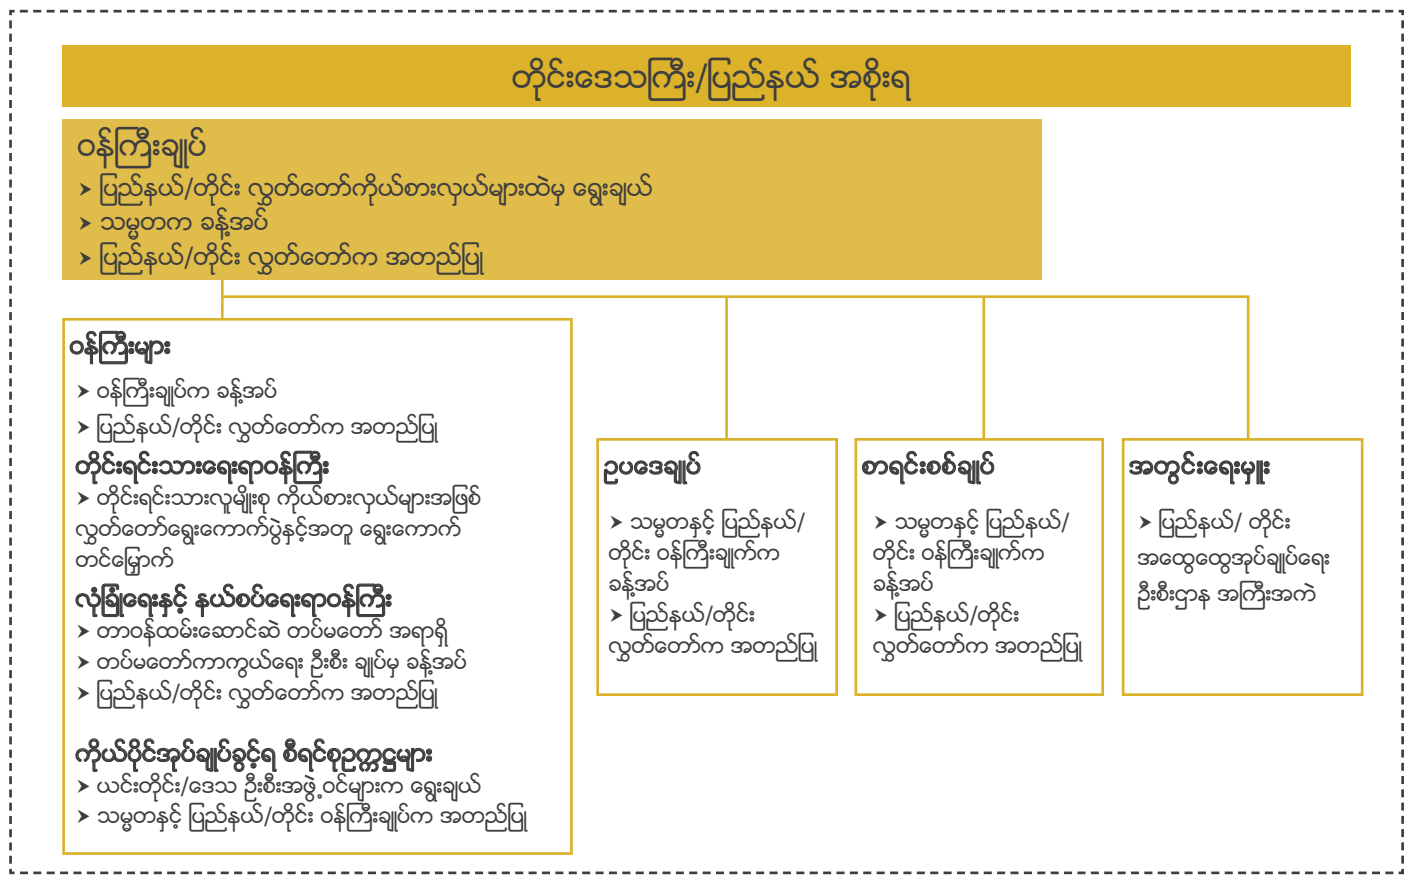 တိုင်းဒေသကြီး/ပြည်နယ် အစိုးရ
ဝန်ကြီးချုပ်
➤ ပြည်နယ်/တိုင်း လွှတ်တော်ကိုယ်စားလှယ်များထဲမှ ရွေးချယ်
➤ သမ္မတက ခန့်အပ်
➤ ပြည်နယ်/တိုင်း လွှတ်တော်က အတည်ပြု
ဝန်ကြီးများ
➤ ဝန်ကြီးချုပ်က ခန့်အပ်
➤ ပြည်နယ်/တိုင်း လွှတ်တော်က အတည်ပြု
တိုင်းရင်းသားရေးရာဝန်ကြီး
➤ တိုင်းရင်းသားလူမျိုးစု ကိုယ်စားလှယ်များအဖြစ်
လွှတ်တော်ရွေးကောက်ပွဲနှင့်အတူ ရွေးကောက်
တင်မြှောက်
လုံခြုံရေးနှင့် နယ်စပ်ရေးရာဝန်ကြီး
➤ တာဝန်ထမ်းဆောင်ဆဲ တပ်မတော် အရာရှိ
➤ တပ်မတော်ကာကွယ်ရေး ဦးစီး ချုပ်မှ ခန့်အပ်
➤ ပြည်နယ်/တိုင်း လွှတ်တော်က အတည်ပြု
ကိုယ်ပိုင်အုပ်ချုပ်ခွင့်ရ စီရင်စုဥက္ကဋ္ဌများ
➤ ယင်းတိုင်း/ဒေသ ဦးစီးအဖွဲ့ဝင်များက ရွေးချယ်
➤ သမ္မတနှင့် ပြည်နယ်/တိုင်း ဝန်ကြီးချုပ်က အတည်ပြု
ဥပဒေချုပ်
➤ သမ္မတနှင့် ပြည်နယ်/
တိုင်း ဝန်ကြီးချုက်က
ခန့်အပ်
➤ ပြည်နယ်/တိုင်း
လွှတ်တော်က အတည်ပြု
စာရင်းစစ်ချုပ်
➤ သမ္မတနှင့် ပြည်နယ်/
တိုင်း ဝန်ကြီးချုက်က
ခန့်အပ်
➤ ပြည်နယ်/တိုင်း
လွှတ်တော်က အတည်ပြု
အတွင်းရေးမှူး
➤ ပြည်နယ်/ တိုင်း
အထွေထွေအုပ်ချုပ်ရေး
ဦးစီးဌာန အကြီးအကဲ